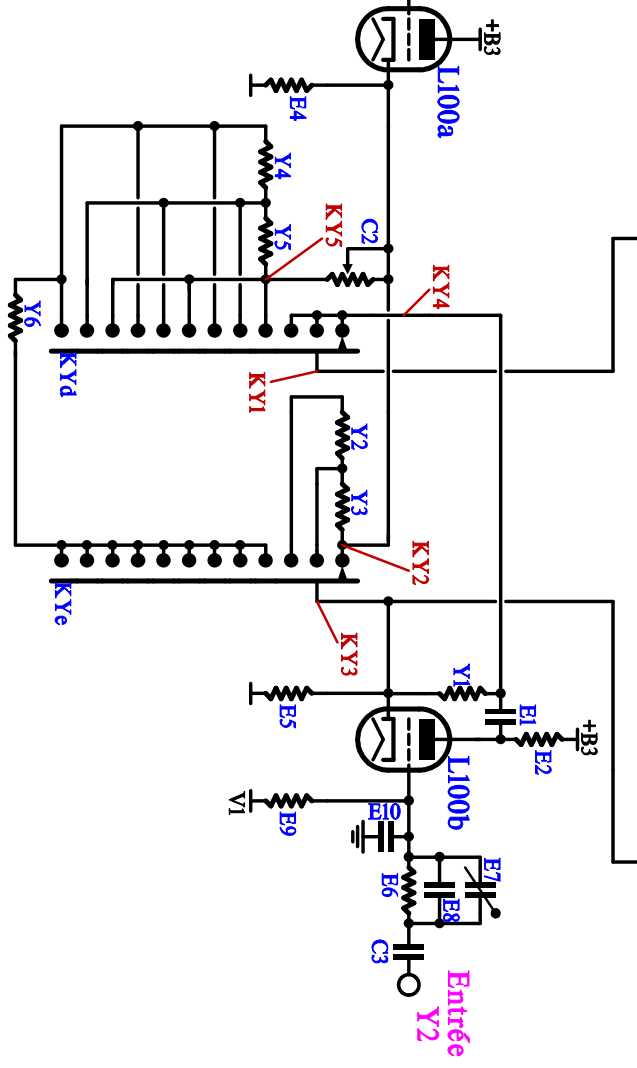 +B3
L100a
E4
Y4
Y5
KY5
C2
KY4
Y6
KYd
KY1
Y2
Y3
KY2
KYe
KY3
Y1
E1
E5
+B3
E2
L100b
V1
E9
E10
E7
E6
E8
C3
Entrée
Y2